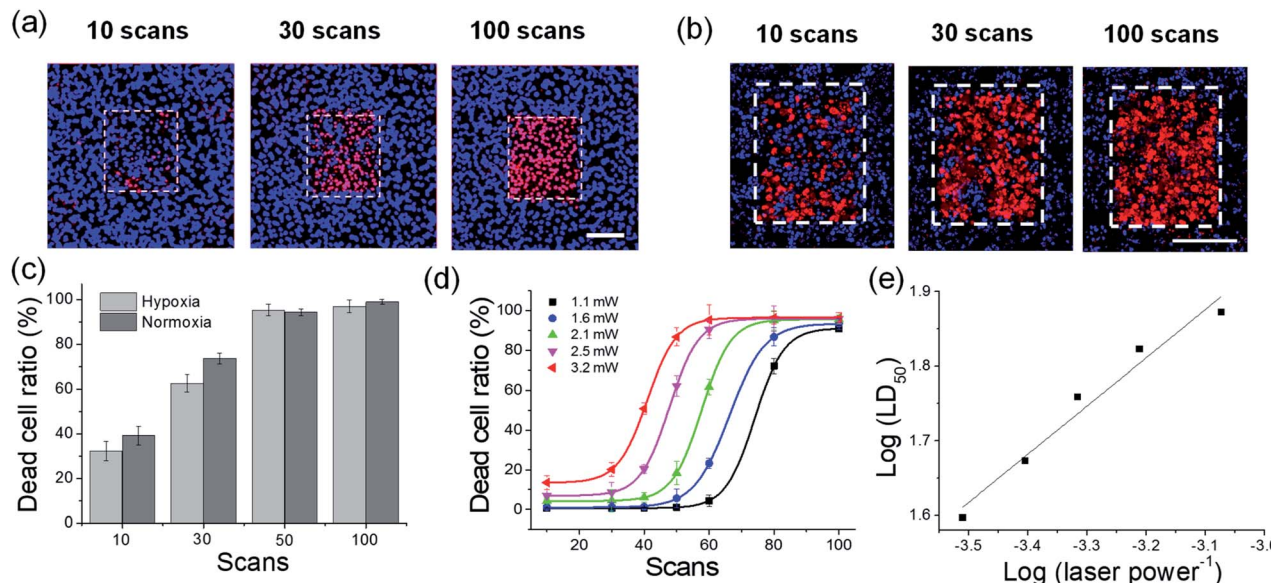 (a)
10 scans
30 scans
100 scans
(b)
10 scans
30 scans
100 scans
(c)
Dead cell ratio (%)
100
80
60
40
20
0
Hypoxia
Normoxia
10
30
50
100
Scans
(d)
Dead cell ratio (%)
100
80
60
40
20
0
1.1 mW
1.6 mW
2.1 mW
2.5 mW
3.2 mW
20
40
60
80
100
Scans
(e)
Log (LD50)
1.9
1.8
1.7
1.6
-3.5
-3.4
-3.3
-3.2
-3.1
-3.0
Log (laser power⁻¹)